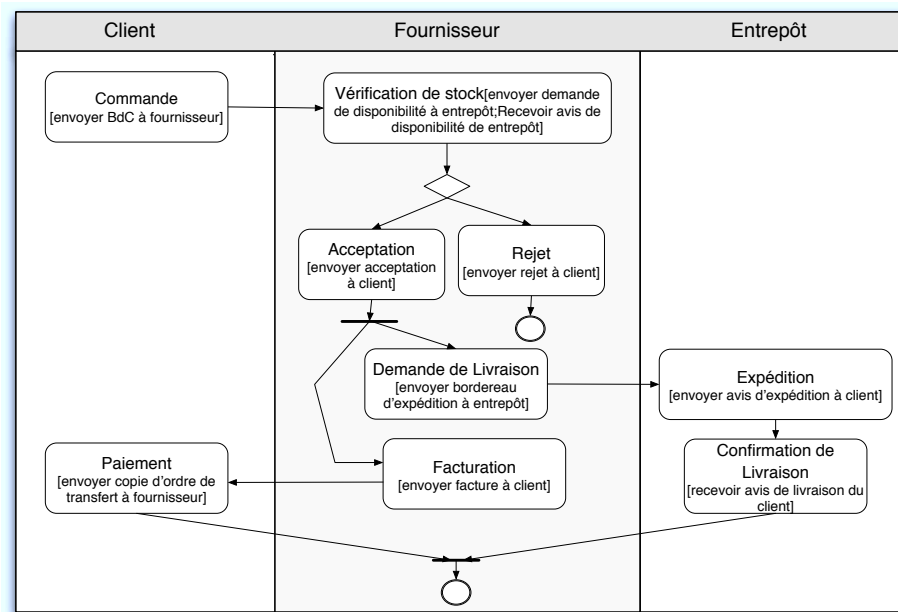 Client
Fournisseur
Entrepôt
Commande
[envoyer BdC à fournisseur]
Vérification de stock[envoyer demande
de disponibilité à entrepôt;Recevoir avis de
disponibilité de entrepôt]
Acceptation
[envoyer acceptation
à client]
Rejet
[envoyer rejet à client]
Demande de Livraison
[envoyer bordereau
d'expédition à entrepôt]
Expédition
[envoyer avis d'expédition à client]
Paiement
[envoyer copie d'ordre de
transfert à fournisseur]
Facturation
[envoyer facture à client]
Confirmation de
Livraison
[recevoir avis de livraison du
client]